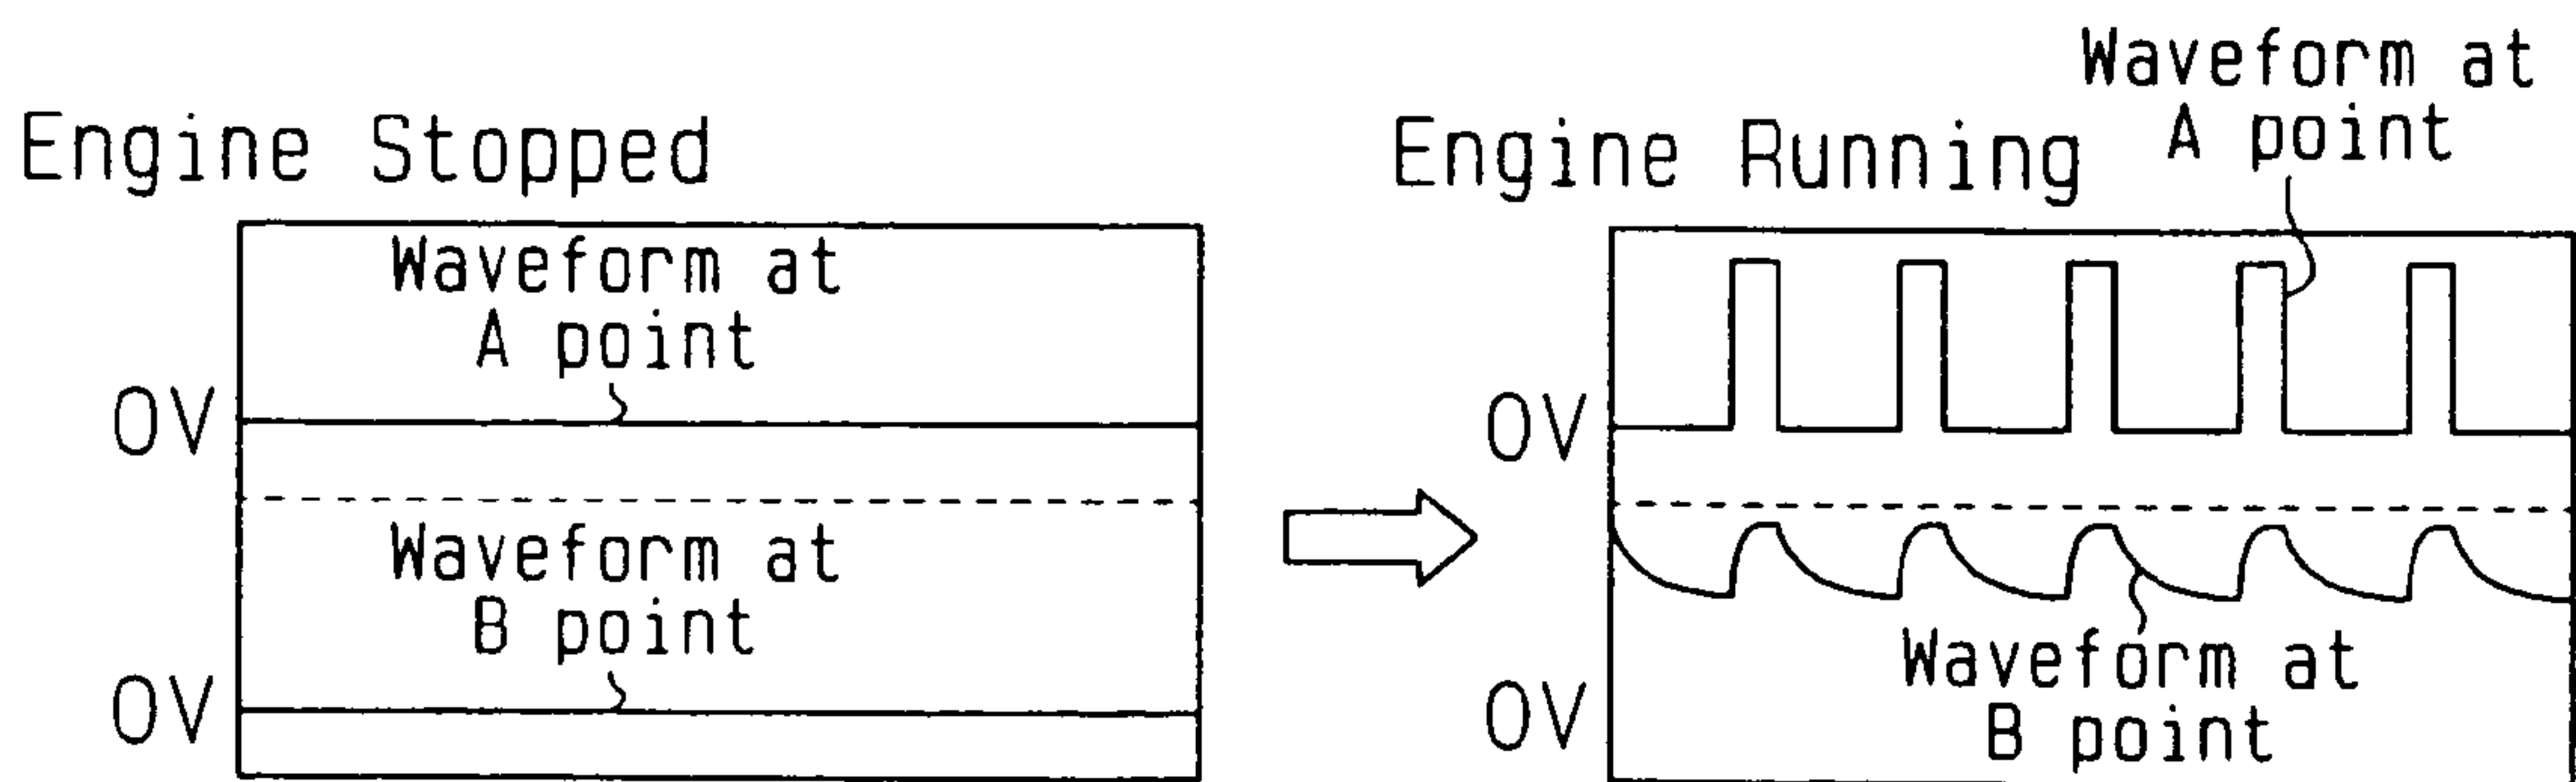 Engine Stopped
Waveform at
A point
0V
Waveform at
B point
0V
Engine Running
Waveform at
A point
0V
Waveform at
B point
0V